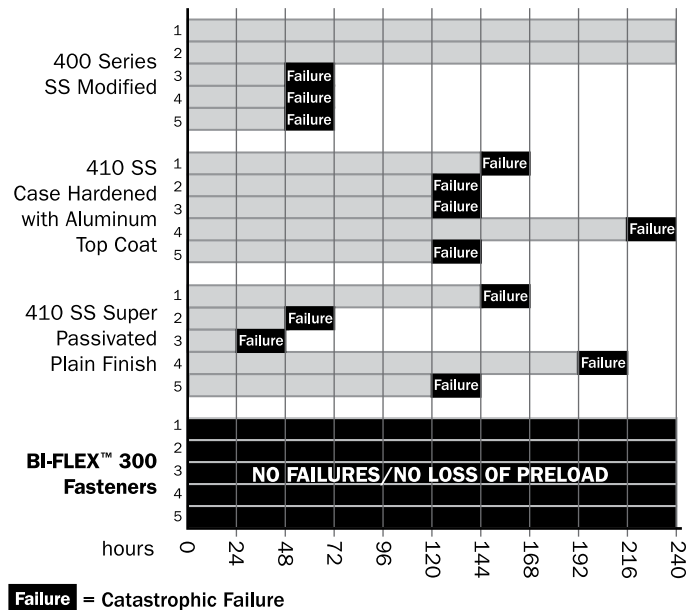 400 Series
SS Modified
1
2
3 Failure
4 Failure
5 Failure
410 SS
Case Hardened
with Aluminum
Top Coat
1 Failure
2 Failure
3 Failure
4 Failure
5 Failure
410 SS Super
Passivated
Plain Finish
1 Failure
2 Failure
3 Failure
4 Failure
5 Failure
BI-FLEX™ 300
Fasteners
1
2
3 NO FAILURES/NO LOSS OF PRELOAD
4
5
hours 0 24 48 72 96 120 144 168 192 216 240
Failure = Catastrophic Failure